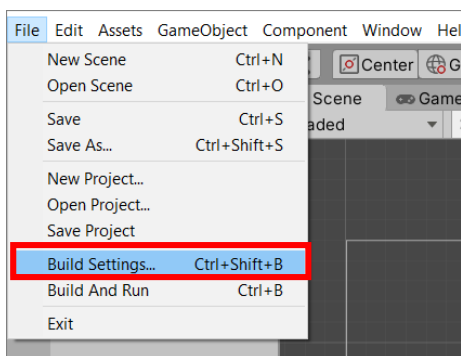 File Edit Assets GameObject Component Window Hel
New Scene Ctrl+N
Center G
Open Scene Ctrl+O
Scene Game
Save Ctrl+S
aded
Save As... Ctrl+Shift+S
New Project...
Open Project...
Save Project
Build Settings... Ctrl+Shift+B
Build And Run Ctrl+B
Exit